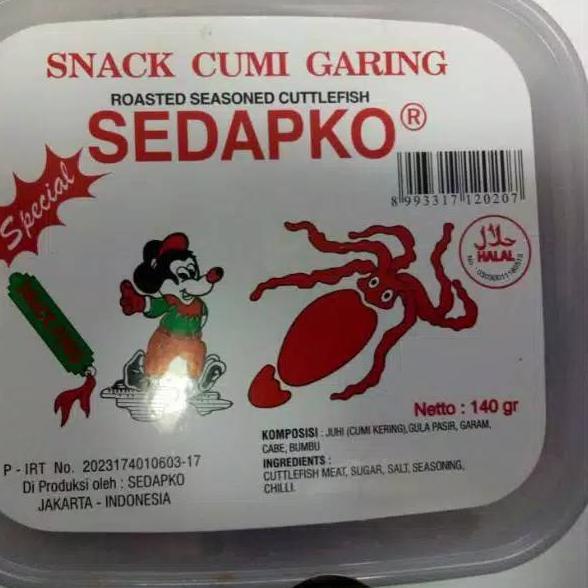 SNACK CUMI GARING
ROASTED SEASONED CUTTLEFISH
SEDAPKO®
8 993317 120207
Special
حلال
HALAL
Netto : 140 gr
KOMPOSISI : JUHI (CUMI KERING), GULA PASIR, GARAM,
CABE, BUMBU
INGREDIENTS :
CUTTLEFISH MEAT, SUGAR, SALT, SEASONING,
CHILLI.
P - IRT No. 2023174010603-17
Di Produksi oleh : SEDAPKO
JAKARTA - INDONESIA